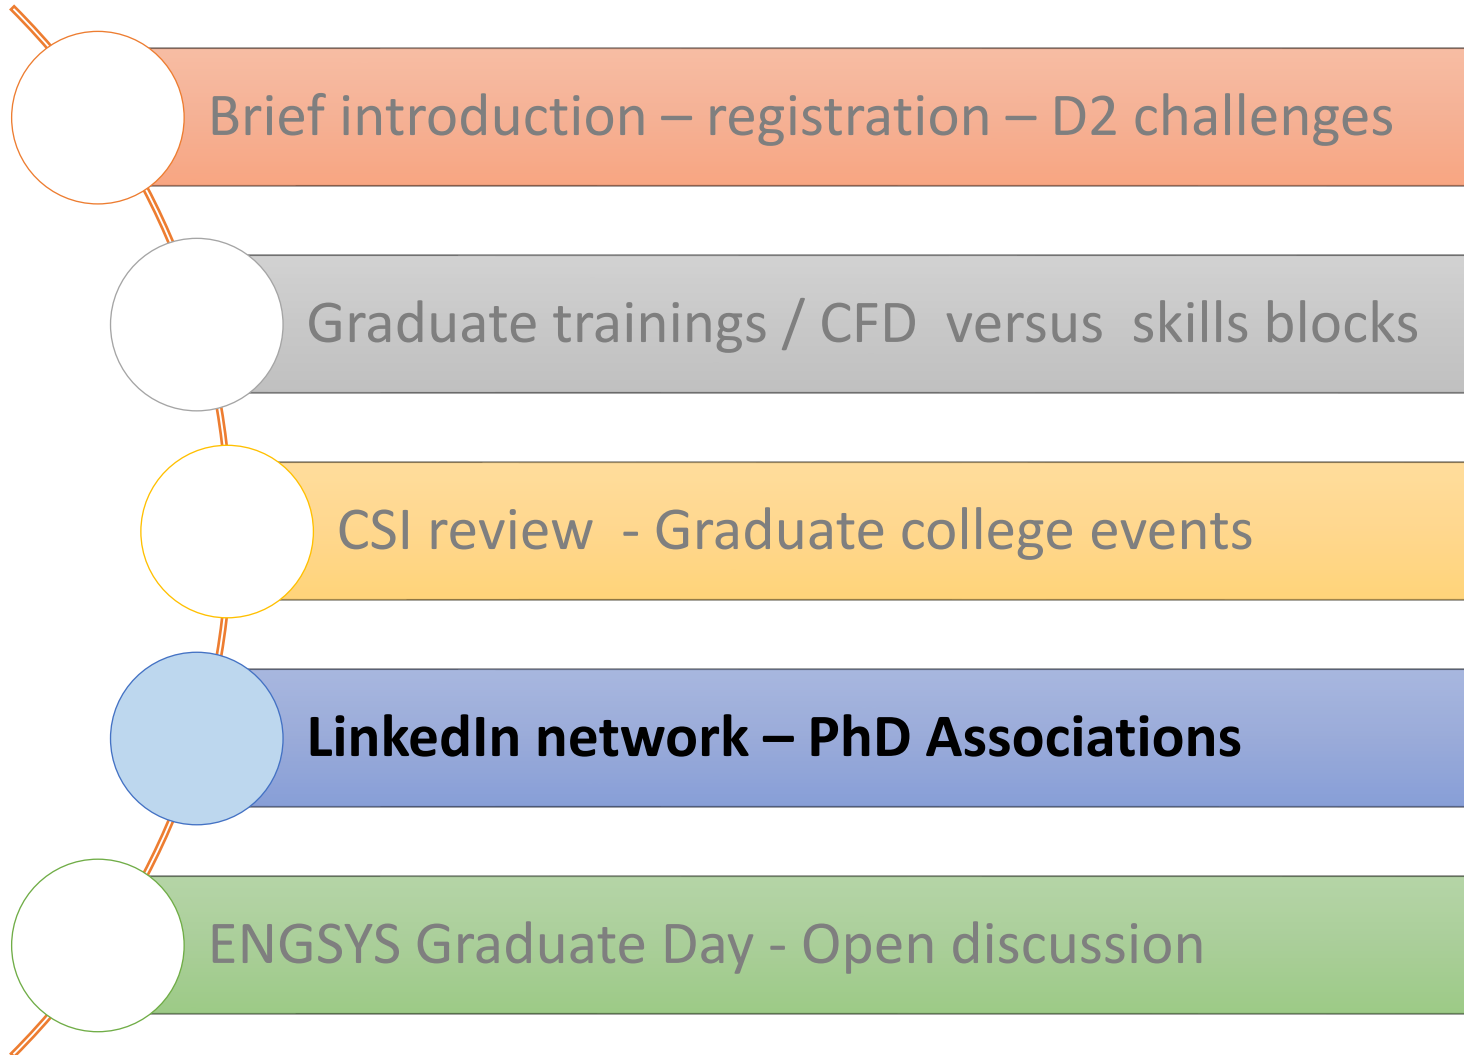 Brief introduction – registration – D2 challenges
Graduate trainings / CFD versus skills blocks
CSI review - Graduate college events
LinkedIn network – PhD Associations
ENGSYS Graduate Day - Open discussion